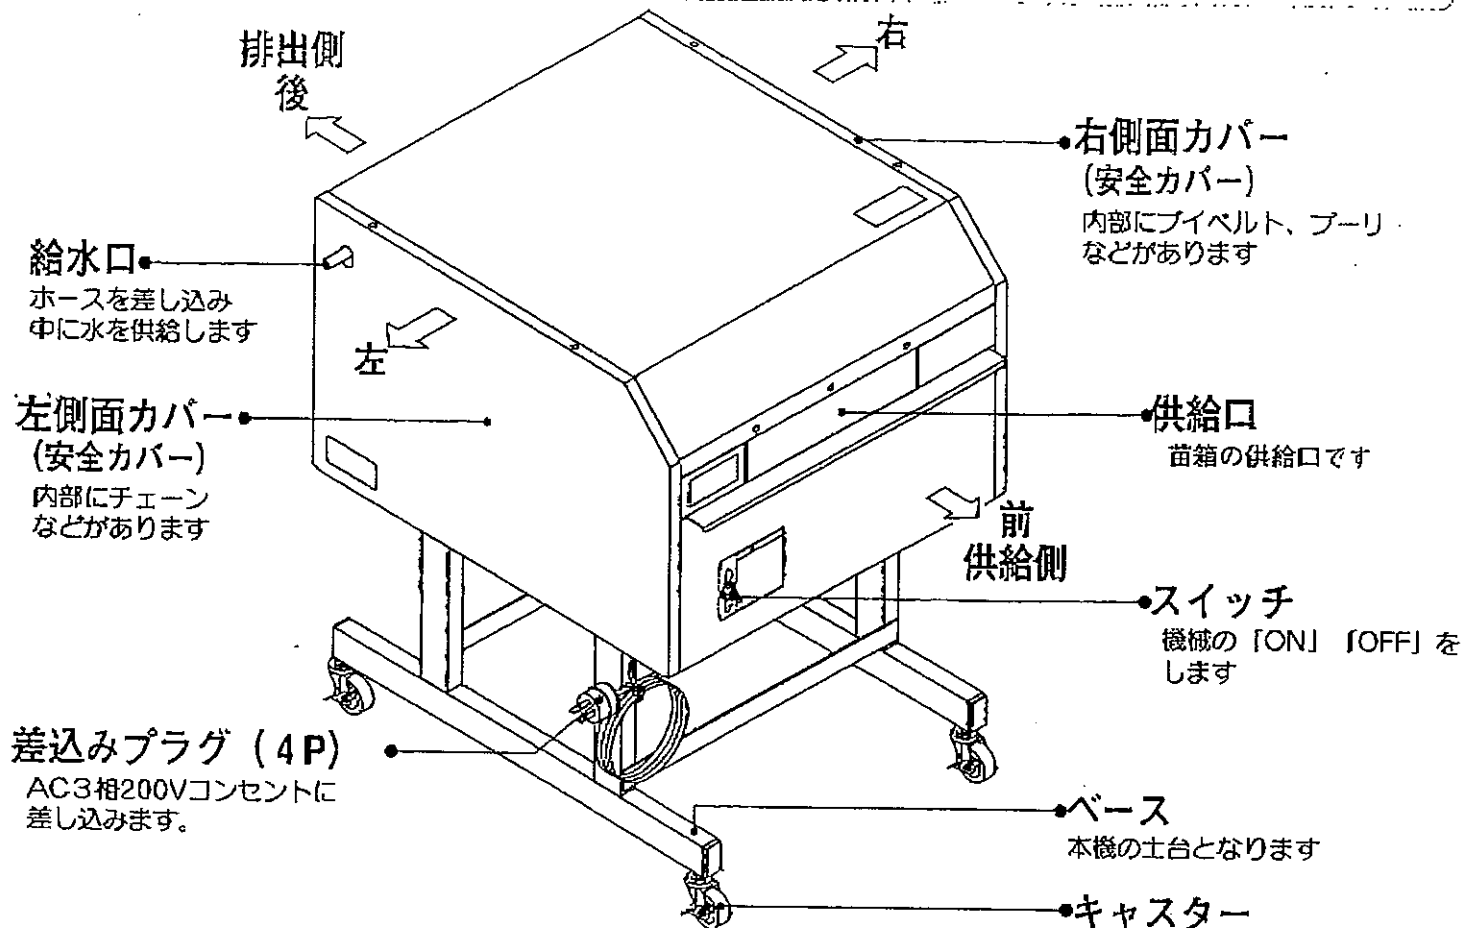 右
排出側
後
右側面カバー
(安全カバー)
内部にブイベルト、プーリ
などがあります
給水口
ホースを差し込み
中に水を供給します
左
左側面カバー
(安全カバー)
内部にチェーン
などがあります
供給口
苗箱の供給口です
前
供給側
スイッチ
機械の「ON」「OFF」を
します
差込みプラグ(4P)
AC3相200Vコンセントに
差し込みます。
ベース
本機の土台となります
キャスター